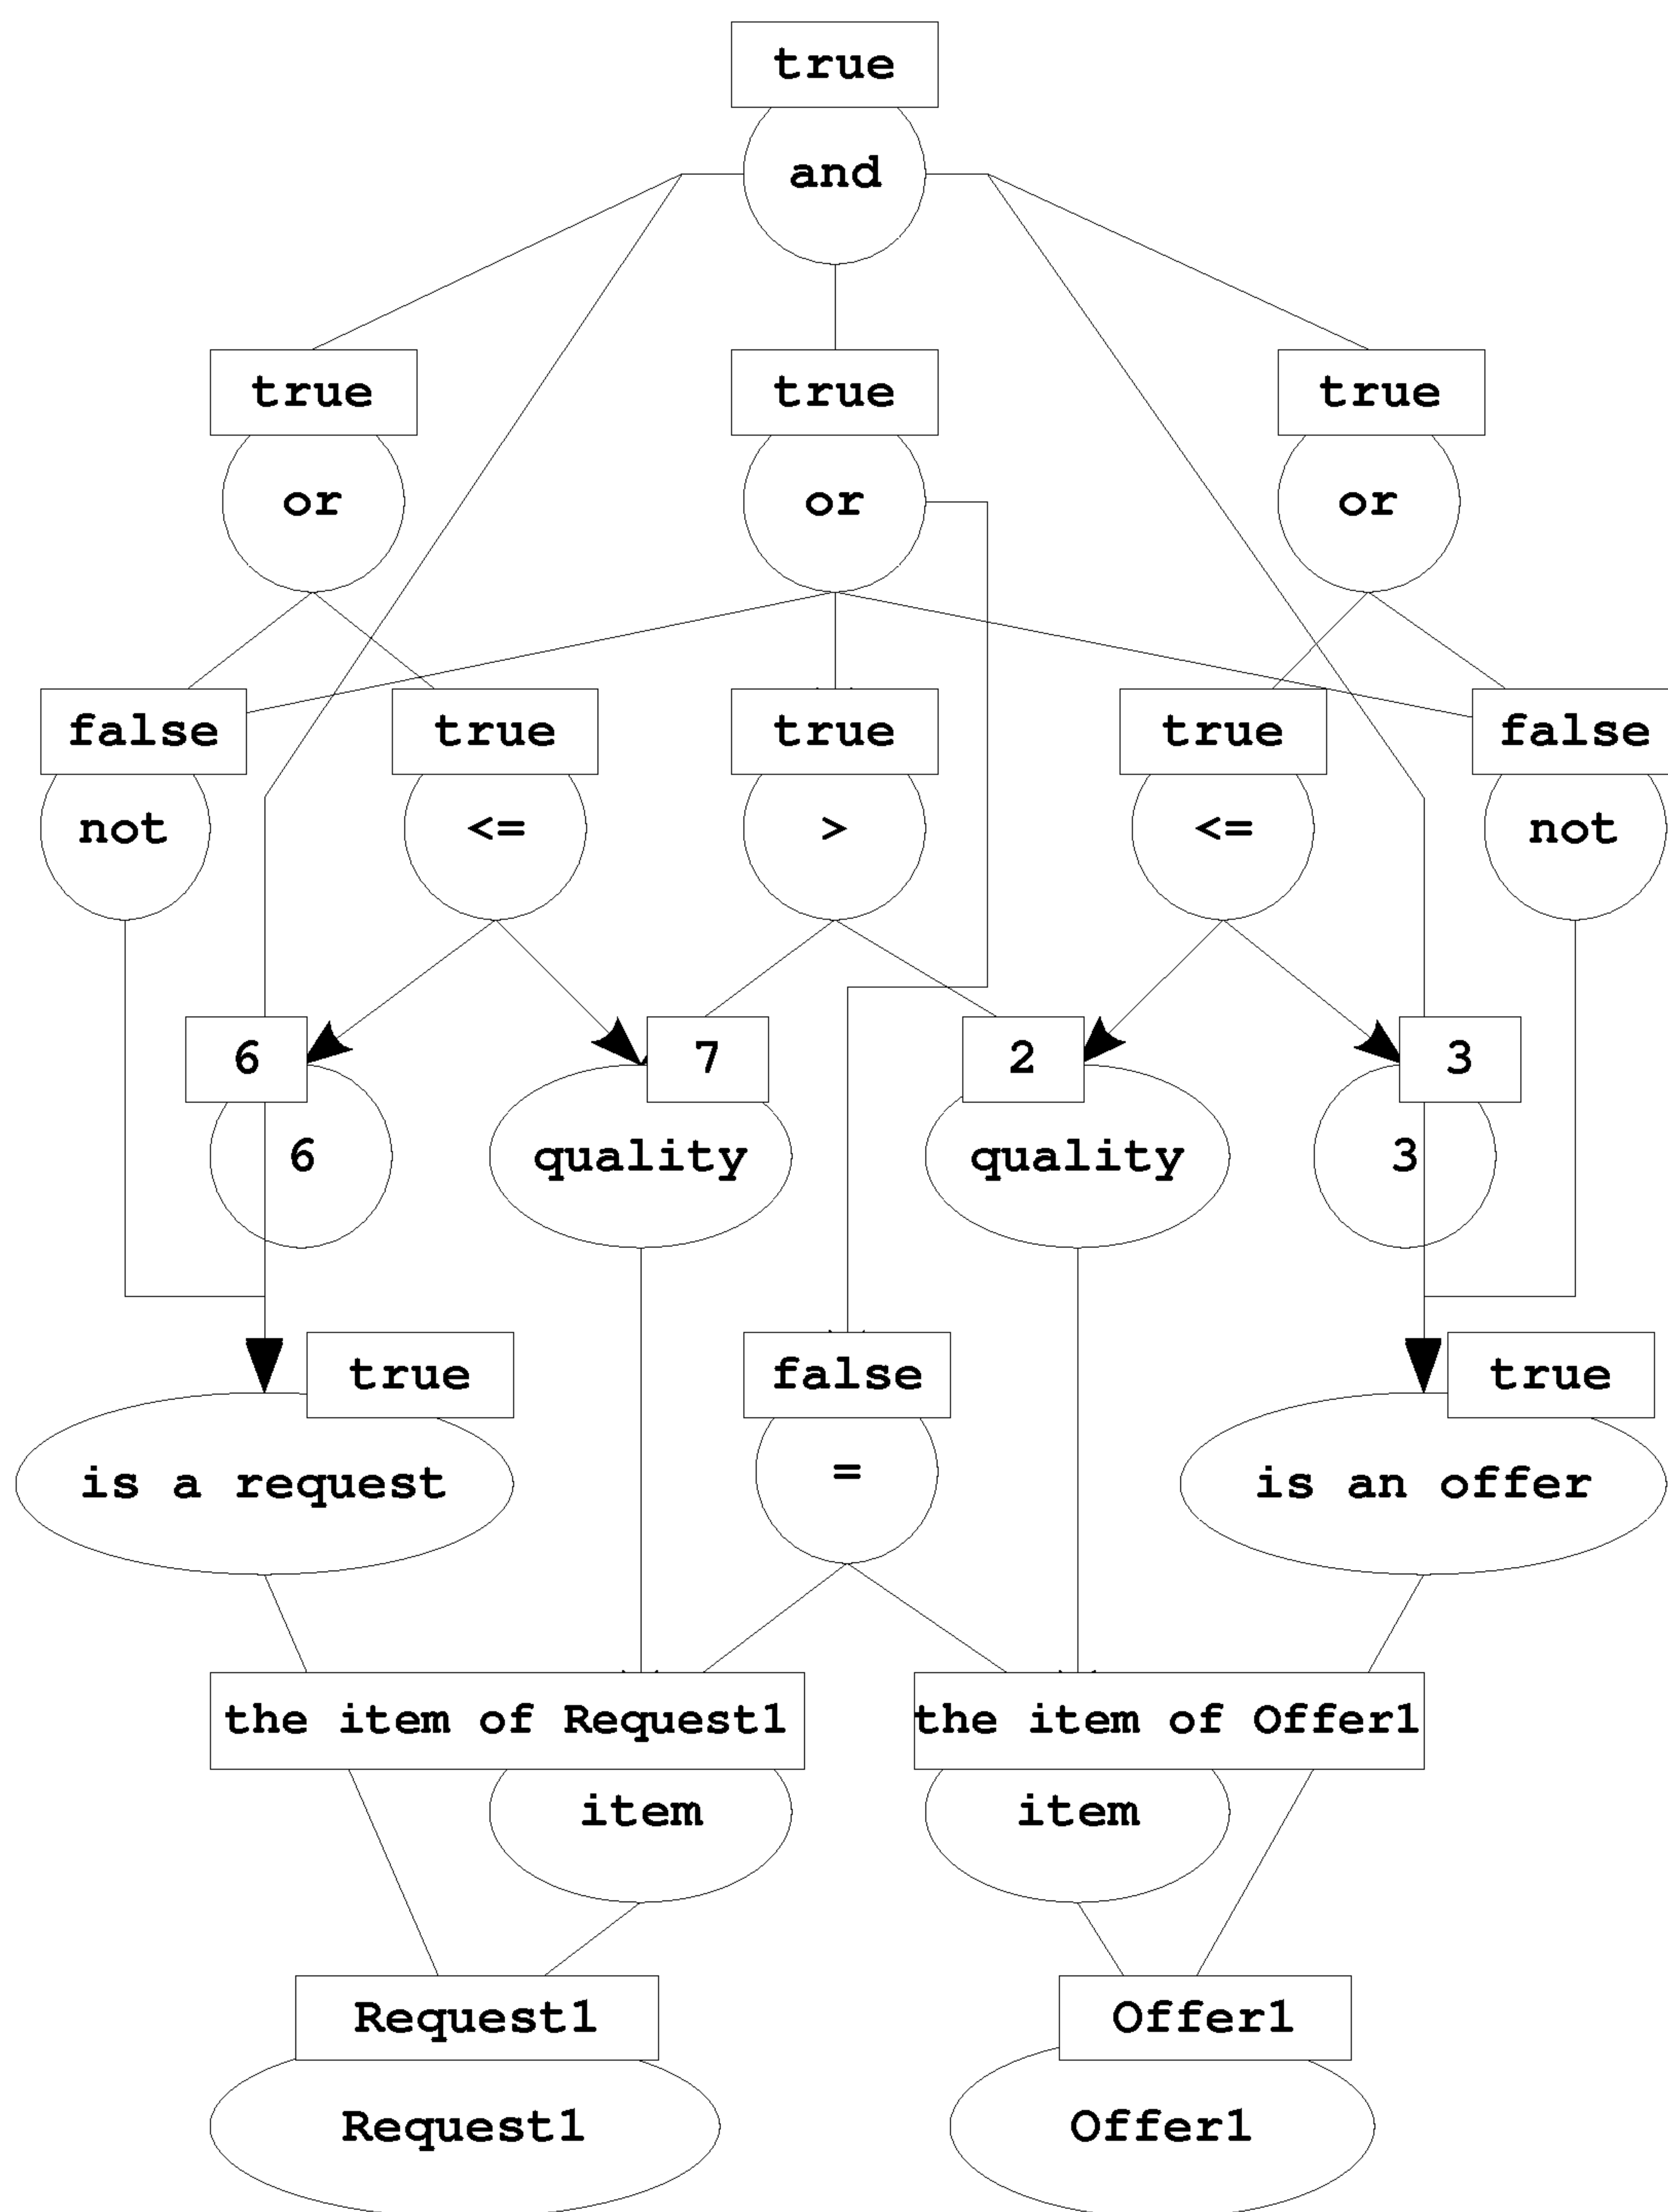 true
and
true
true
true
or
or
or
false
true
true
true
false
not
<=
>
<=
not
6
7
2
3
6
quality
quality
3
true
false
true
is a request
=
is an offer
the item of Request1
the item of Offer1
item
item
Request1
Offer1
Request1
Offer1